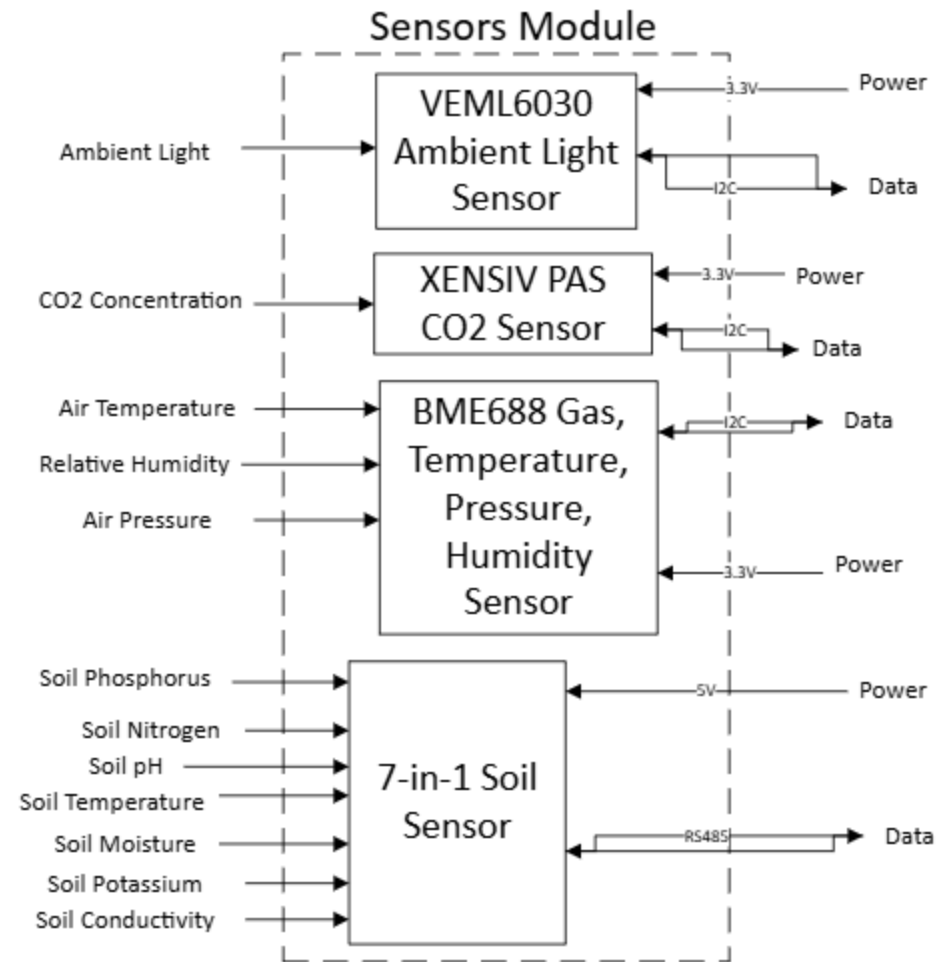 Sensors Module
VEML6030
Ambient Light
Sensor
Ambient Light
3.3V
Power
I2C
Data
XENSIV PAS
CO2 Sensor
CO2 Concentration
3.3V
Power
I2C
Data
BME688 Gas,
Temperature,
Pressure,
Humidity
Sensor
Air Temperature
Relative Humidity
Air Pressure
I2C
Data
3.3V
Power
7-in-1 Soil
Sensor
Soil Phosphorus
Soil Nitrogen
Soil pH
Soil Temperature
Soil Moisture
Soil Potassium
Soil Conductivity
5V
Power
RS485
Data